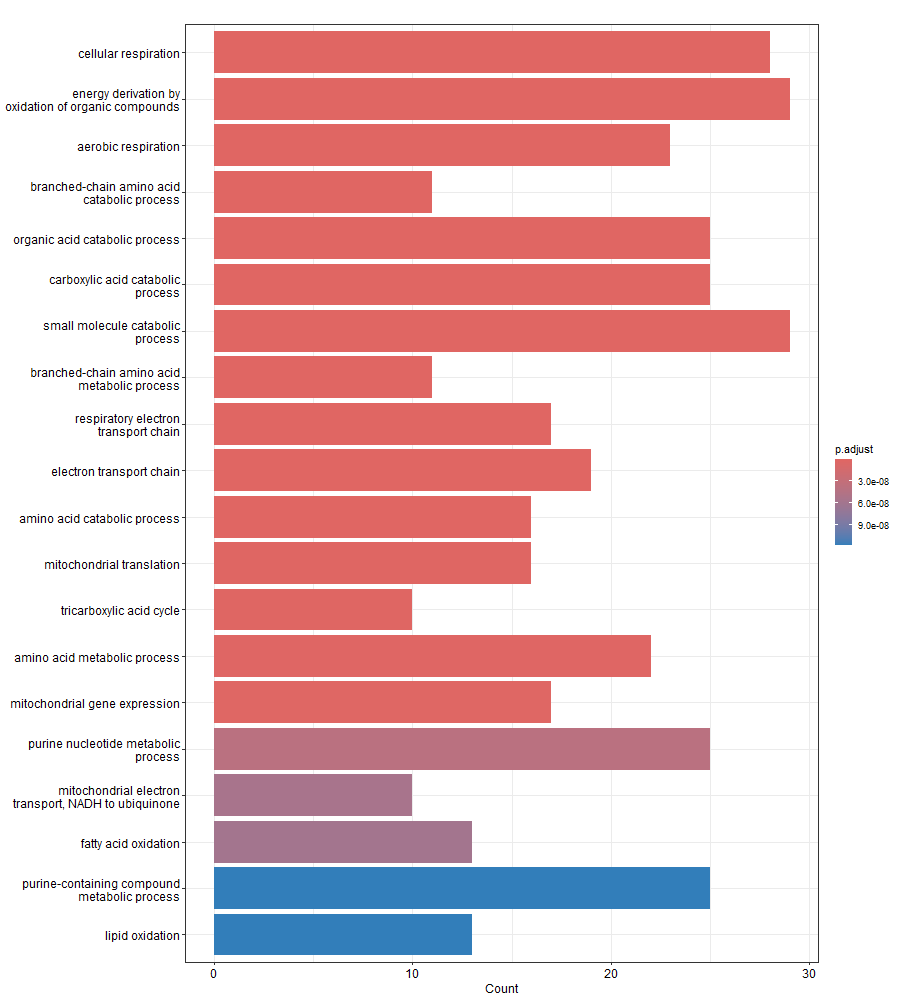 cellular respiration
energy derivation by
oxidation of organic compounds
aerobic respiration
branched-chain amino acid
catabolic process
organic acid catabolic process
carboxylic acid catabolic
process
small molecule catabolic
process
branched-chain amino acid
metabolic process
respiratory electron
transport chain
electron transport chain
amino acid catabolic process
mitochondrial translation
tricarboxylic acid cycle
amino acid metabolic process
mitochondrial gene expression
purine nucleotide metabolic
process
mitochondrial electron
transport, NADH to ubiquinone
fatty acid oxidation
purine-containing compound
metabolic process
lipid oxidation
0 10 20 30
Count
p.adjust
3.0e-08
6.0e-08
9.0e-08